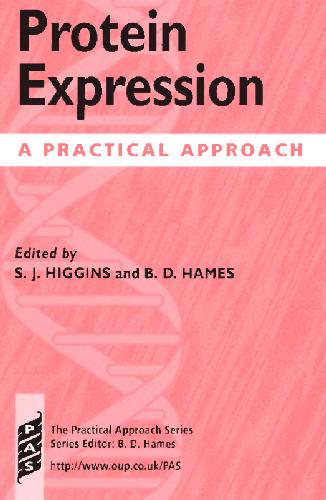 Protein
Expression
A PRACTICAL APPROACH
Edited by
S. J. HIGGINS and B. D. HAMES
PAS
The Practical Approach Series
Series Editor: B. D. Hames
http://www.oup.co.uk/PAS